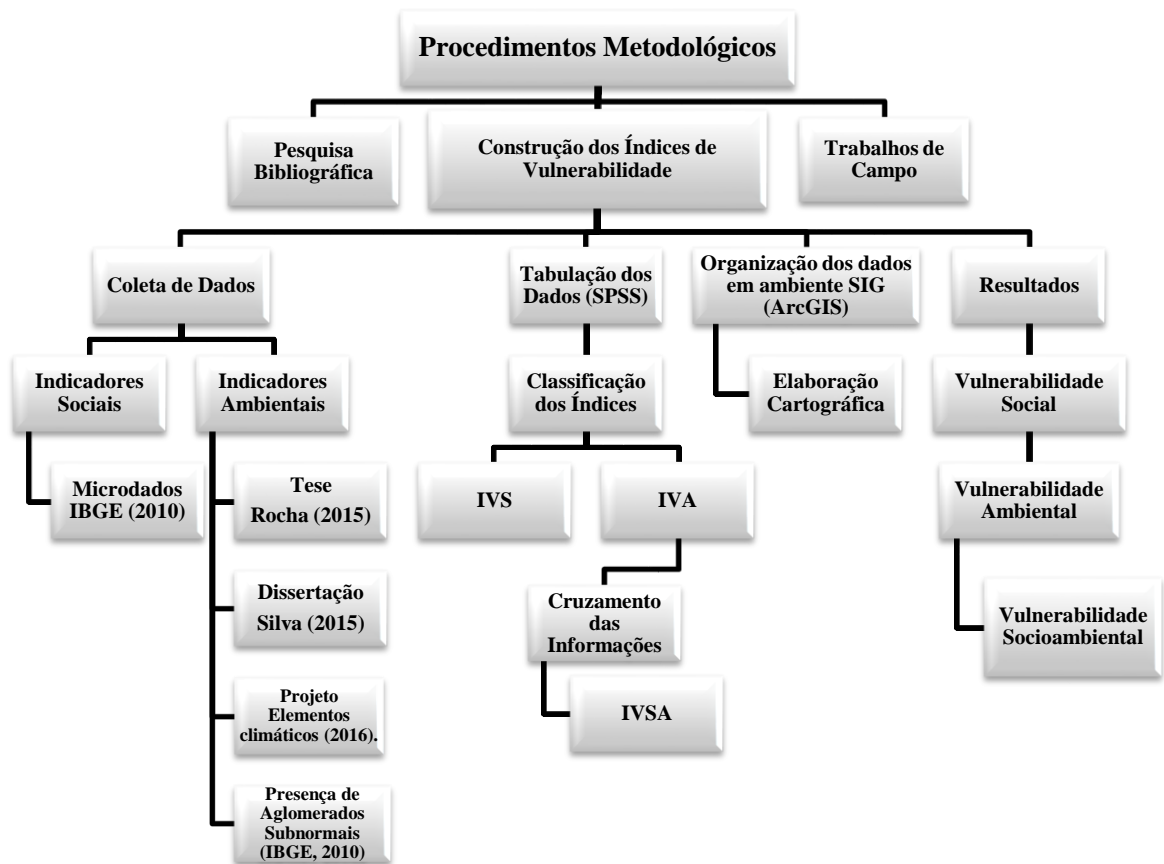 Procedimentos Metodológicos
Pesquisa
Bibliográfica
Construção dos Índices de
Vulnerabilidade
Trabalhos de
Campo
Coleta de Dados
Tabulação dos
Dados (SPSS)
Organização dos dados
em ambiente SIG
(ArcGIS)
Resultados
Indicadores
Sociais
Indicadores
Ambientais
Classificação
dos Índices
Elaboração
Cartográfica
Vulnerabilidade
Social
Microdados
IBGE (2010)
Tese
Rocha (2015)
IVS
IVA
Vulnerabilidade
Ambiental
Dissertação
Silva (2015)
Cruzamento
das
Informações
Vulnerabilidade
Socioambiental
Projeto
Elementos
climáticos (2016).
IVSA
Presença de
Aglomerados
Subnormais
(IBGE, 2010)